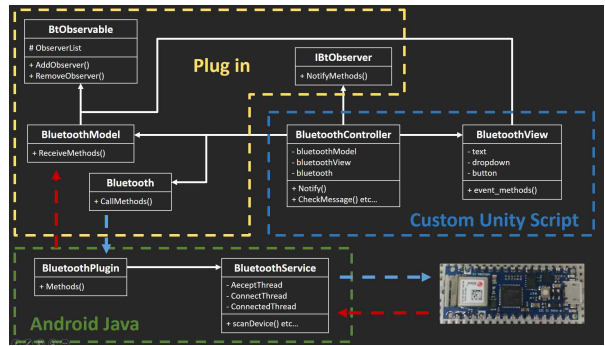 BtObservable
# ObserverList
+ AddObserver()
+ RemoveObserver()
Plug in
IBtObserver
+ NotifyMethods()
BluetoothModel
+ ReceiveMethods()
BluetoothController
- bluetoothModel
- bluetoothView
- bluetooth
+ Notify()
+ CheckMessage() etc...
BluetoothView
- text
- dropdown
- button
+ event_methods()
Bluetooth
+ CallMethods()
Custom Unity Script
BluetoothPlugin
+ Methods()
BluetoothService
- AceptThread
- ConnectThread
- ConnectedThread
+ scanDevice() etc...
Android Java